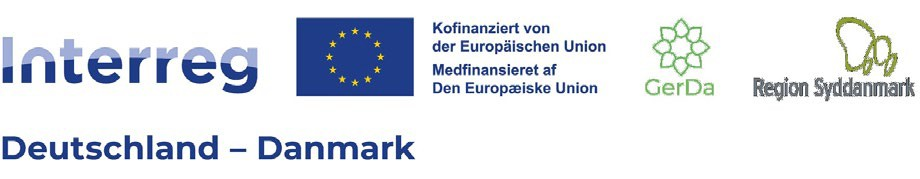 Interreg
Kofinanziert von
der Europäischen Union
Medfinansieret af
Den Europæiske Union
GerDa
Region Syddanmark
Deutschland – Danmark